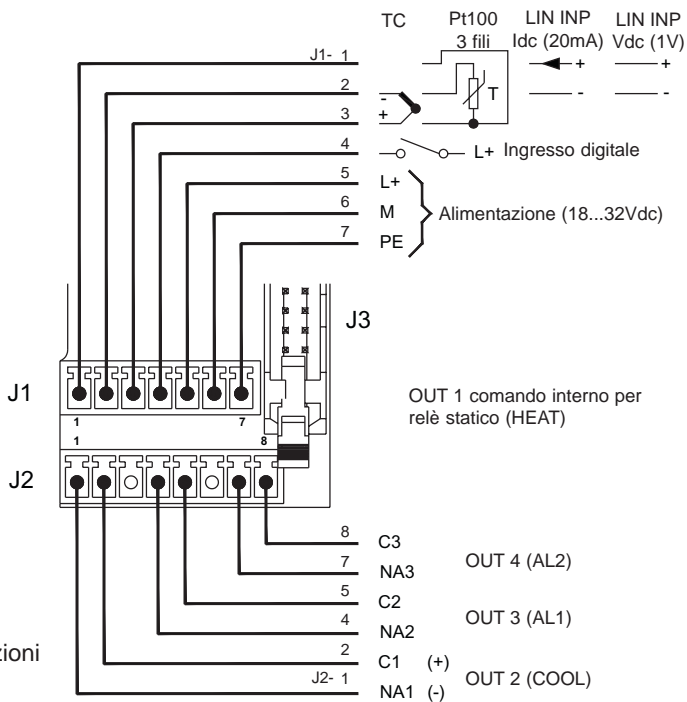 TC Pt100 3 fili LIN INP Idc (20mA) LIN INP Vdc (1V)
J1- 1 + +
2 - T - -
3 +
4 L+ Ingresso digitale
5 L+
6 M Alimentazione (18...32Vdc)
7 PE
J3
J1
1 7
OUT 1 comando interno per
relè statico (HEAT)
1 8
J2
8 C3
7 NA3 OUT 4 (AL2)
5 C2
4 NA2 OUT 3 (AL1)
zioni
2 C1 (+)
J2- 1 NA1 (-) OUT 2 (COOL)